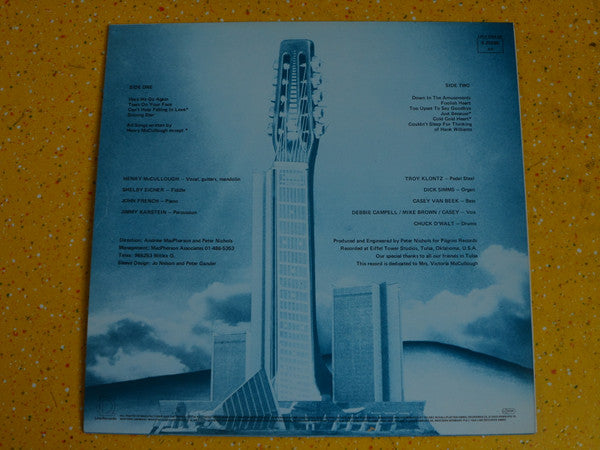 SIDE ONE
Here We Go Again
Tears On Your Face
Can't Help Falling In Love*
Shining Star
All Songs written by
Henry McCullough except *
SIDE TWO
Down In The Amusements
Foolish Heart
Too Upset To Say Goodbye
Just Because*
Cold Cold Heart*
Couldn't Sleep For Thinking
of Hank Williams
HENRY McCULLOUGH — Vocal, guitars, mandolin
SHELBY EICHER — Fiddle
JOHN FRENCH — Piano
JIMMY KARSTEIN — Percussion
TROY KLONTZ — Pedal Steel
DICK SIMMS — Organ
CASEY VAN BEEK — Bass
DEBBIE CAMPELL / MIKE BROWN / CASEY — Vox
CHUCK D'WALT — Drums
Direction: Andrew MacPherson and Peter Nichols
Management: MacPherson Associates 01-486-5353
Telex: 966253 Mitlex G.
Sleeve Design: Jo Nelson and Peter Gander
Produced and Engineered by Peter Nichols for Pilgrim Records
Recorded at Eiffel Tower Studios, Tulsa, Oklahoma, U.S.A.
Our special thanks to all our friends in Tulsa
This record is dedicated to Mrs. Victoria McCullough